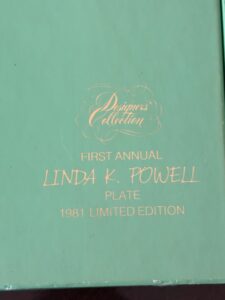 Designers'
Collection
FIRST ANNUAL
LINDA K. POWELL
PLATE
1981 LIMITED EDITION